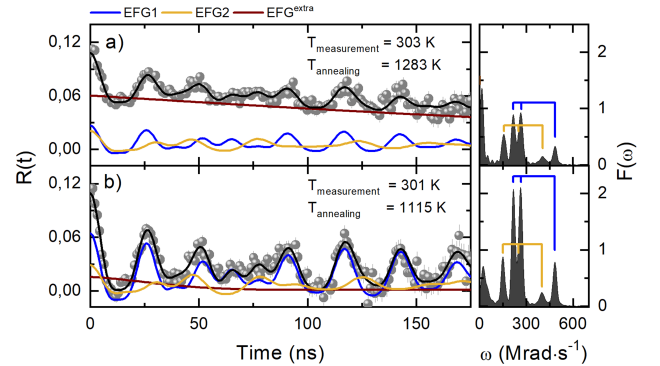 EFG1 EFG2 EFG^extra
a)
T_measurement = 303 K
T_annealing = 1283 K
0,12
0,06
0,00
2
1
0
b)
T_measurement = 301 K
T_annealing = 1115 K
0,12
0,06
0,00
2
1
0
R(t)
F(ω)
0 50 100 150
0 300 600
Time (ns)
ω (Mrad·s⁻¹)